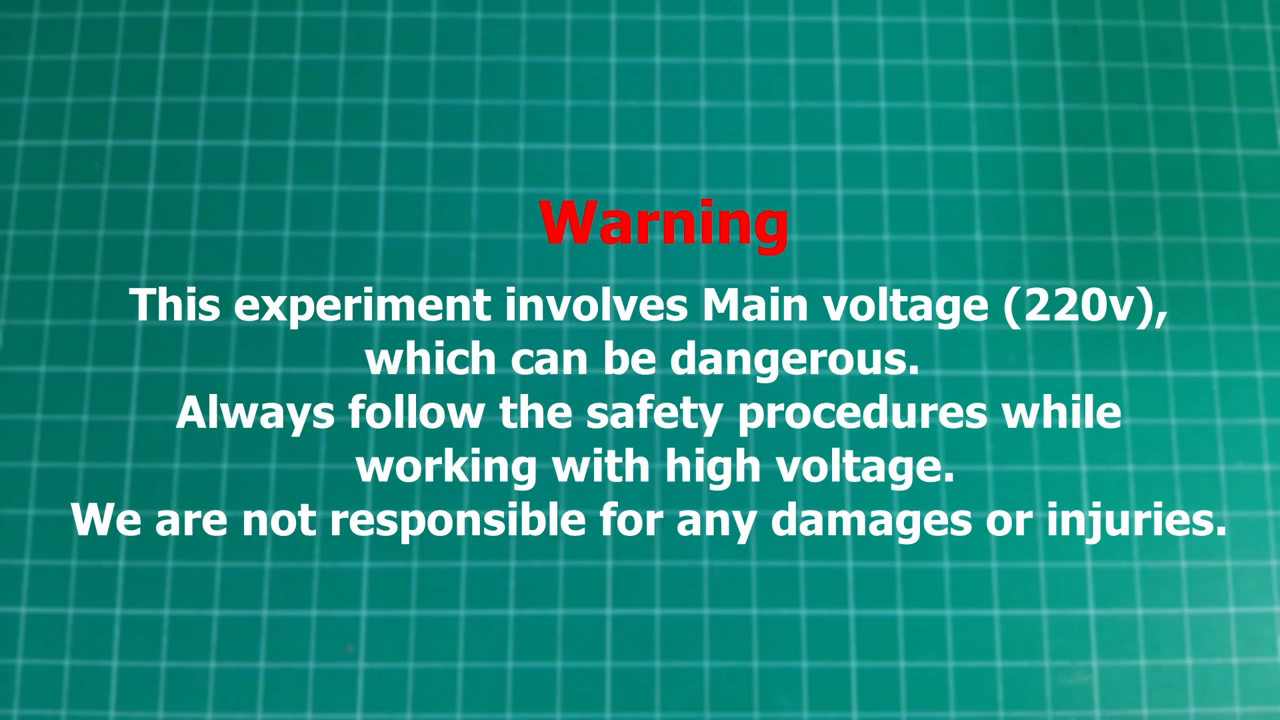 Warning
This experiment involves Main voltage (220v),
which can be dangerous.
Always follow the safety procedures while
working with high voltage.
We are not responsible for any damages or injuries.